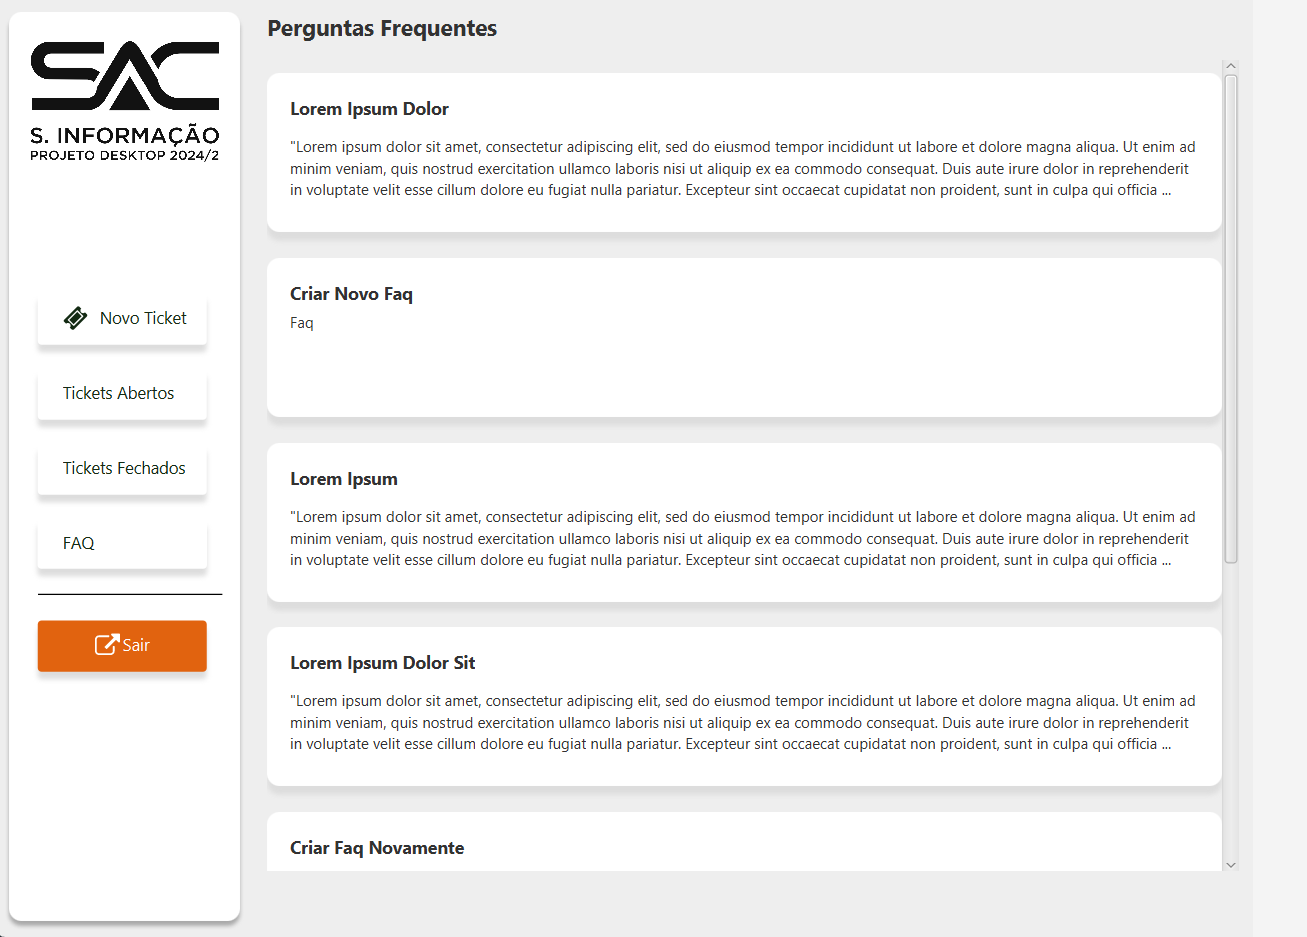 SAC
S. INFORMAÇÃO
PROJETO DESKTOP 2024/2
Novo Ticket
Tickets Abertos
Tickets Fechados
FAQ
Sair
Perguntas Frequentes
Lorem Ipsum Dolor
"Lorem ipsum dolor sit amet, consectetur adipiscing elit, sed do eiusmod tempor incididunt ut labore et dolore magna aliqua. Ut enim ad
minim veniam, quis nostrud exercitation ullamco laboris nisi ut aliquip ex ea commodo consequat. Duis aute irure dolor in reprehenderit
in voluptate velit esse cillum dolore eu fugiat nulla pariatur. Excepteur sint occaecat cupidatat non proident, sunt in culpa qui officia ...
Criar Novo Faq
Faq
Lorem Ipsum
"Lorem ipsum dolor sit amet, consectetur adipiscing elit, sed do eiusmod tempor incididunt ut labore et dolore magna aliqua. Ut enim ad
minim veniam, quis nostrud exercitation ullamco laboris nisi ut aliquip ex ea commodo consequat. Duis aute irure dolor in reprehenderit
in voluptate velit esse cillum dolore eu fugiat nulla pariatur. Excepteur sint occaecat cupidatat non proident, sunt in culpa qui officia ...
Lorem Ipsum Dolor Sit
"Lorem ipsum dolor sit amet, consectetur adipiscing elit, sed do eiusmod tempor incididunt ut labore et dolore magna aliqua. Ut enim ad
minim veniam, quis nostrud exercitation ullamco laboris nisi ut aliquip ex ea commodo consequat. Duis aute irure dolor in reprehenderit
in voluptate velit esse cillum dolore eu fugiat nulla pariatur. Excepteur sint occaecat cupidatat non proident, sunt in culpa qui officia ...
Criar Faq Novamente